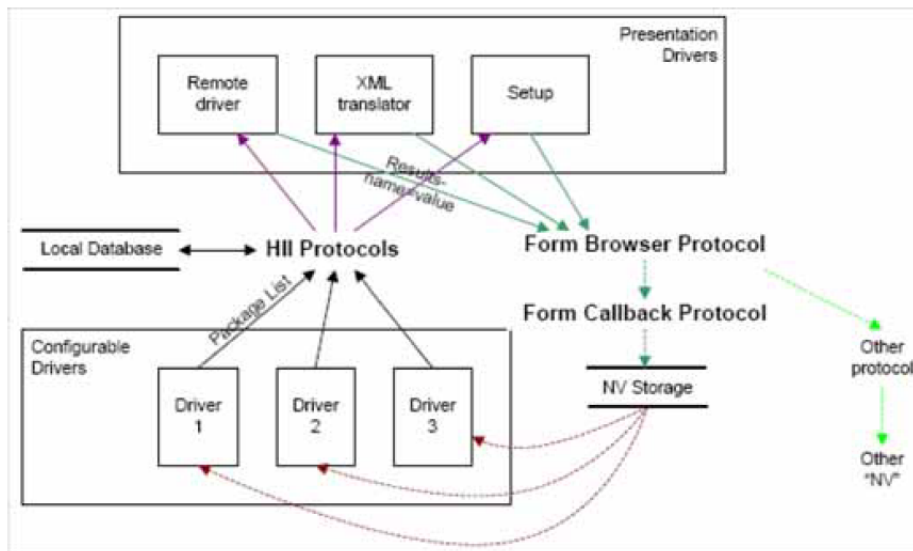 Presentation
Drivers
Remote
driver
XML
translator
Setup
Results-
name=value
Local Database
HII Protocols
Form Browser Protocol
Package List
Form Callback Protocol
Configurable
Drivers
Other
protocol
Driver
1
Driver
2
Driver
3
NV Storage
Other
"NV"